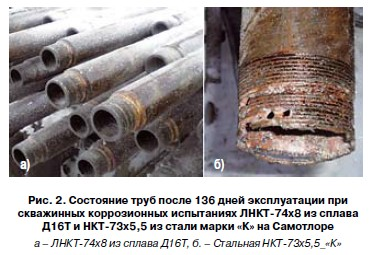 а)
б)
Рис. 2. Состояние труб после 136 дней эксплуатации при
скважинных коррозионных испытаниях ЛНКТ-74х8 из сплава
Д16Т и НКТ-73х5,5 из стали марки «К» на Самотлоре
а – ЛНКТ-74х8 из сплава Д16Т, б. – Стальная НКТ-73х5,5_«К»